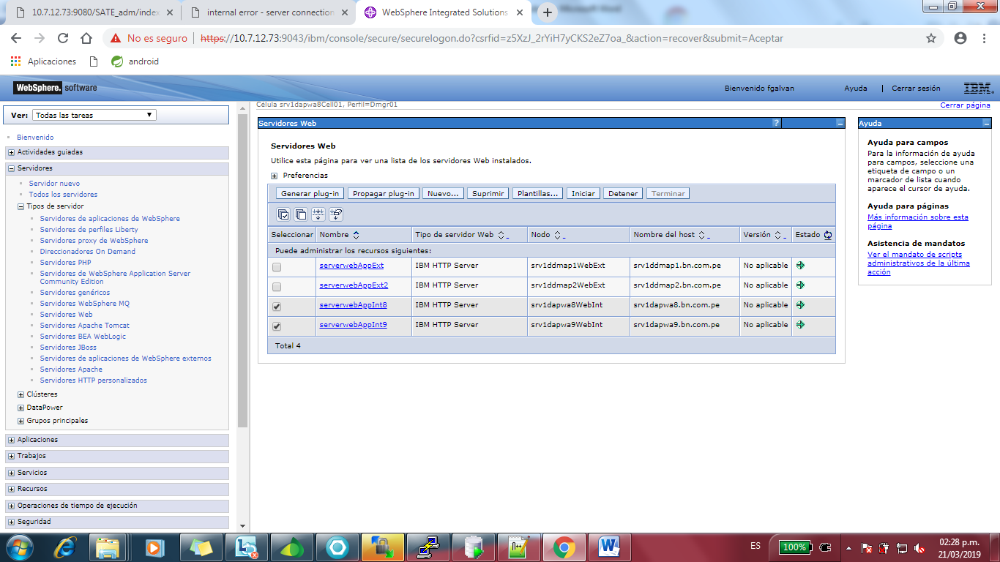 10.7.12.73:9080/SATE_adm/index
internal error - server connection
WebSphere Integrated Solutions
No es seguro
https://10.7.12.73:9043/ibm/console/secure/securelogon.do?csrfid=z5XzJ_2rYiH7yCKS2eZ7oa_&action=recover&submit=Aceptar
Aplicaciones
android
WebSphere. software
Bienvenido fgalvan
Ayuda | Cerrar sesión
IBM.
Ver: Todas las tareas
Bienvenido
Actividades guiadas
Servidores
Servidor nuevo
Todos los servidores
Tipos de servidor
Servidores de aplicaciones de WebSphere
Servidores de perfiles Liberty
Servidores proxy de WebSphere
Direccionadores On Demand
Servidores PHP
Servidores de WebSphere Application Server
Community Edition
Servidores genéricos
Servidores WebSphere MQ
Servidores Web
Servidores Apache Tomcat
Servidores BEA WebLogic
Servidores JBoss
Servidores de aplicaciones de WebSphere externos
Servidores Apache
Servidores HTTP personalizados
Clústeres
DataPower
Grupos principales
Aplicaciones
Trabajos
Servicios
Recursos
Operaciones de tiempo de ejecución
Seguridad
Célula srv1dapwa8Cell01, Perfil=Dmgr01
Cerrar página
Servidores Web
?
Servidores Web
Utilice esta página para ver una lista de los servidores Web instalados.
Preferencias
Generar plug-in Propagar plug-in Nuevo... Suprimir Plantillas... Iniciar Detener Terminar
Seleccionar Nombre Tipo de servidor Web Nodo Nombre del host Versión Estado
Puede administrar los recursos siguientes:
serverwebAppExt IBM HTTP Server srv1ddmap1WebExt srv1ddmap1.bn.com.pe No aplicable
serverwebAppExt2 IBM HTTP Server srv1ddmap2WebExt srv1ddmap2.bn.com.pe No aplicable
serverwebAppInt8 IBM HTTP Server srv1dapwa8WebInt srv1dapwa8.bn.com.pe No aplicable
serverwebAppInt9 IBM HTTP Server srv1dapwa9WebInt srv1dapwa9.bn.com.pe No aplicable
Total 4
Ayuda
Ayuda para campos
Para la información de ayuda
para campos, seleccione una
etiqueta de campo o un
marcador de lista cuando
aparece el cursor de ayuda.
Ayuda para páginas
Más información sobre esta
página
Asistencia de mandatos
Ver el mandato de scripts
administrativos de la última
acción
ES
100%
02:28 p.m.
21/03/2019